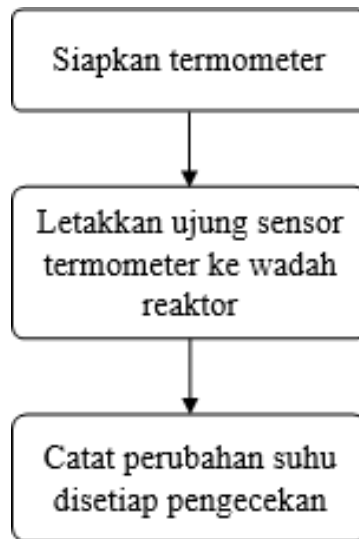 Siapkan termometer
Letakkan ujung sensor
termometer ke wadah
reaktor
Catat perubahan suhu
disetiap pengecekan